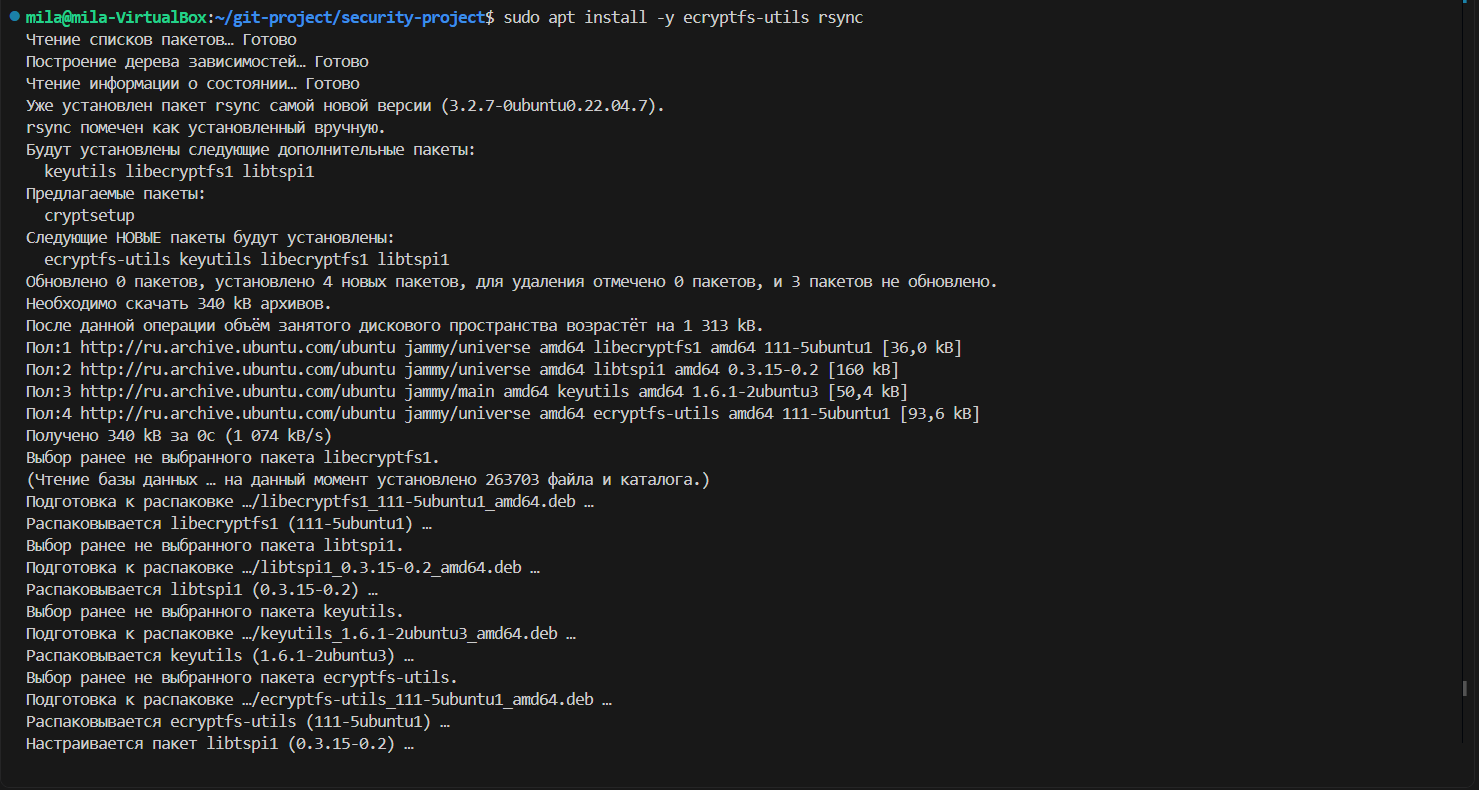 mila@mila-VirtualBox:~/git-project/security-project$ sudo apt install -y ecryptfs-utils rsync
Чтение списков пакетов… Готово
Построение дерева зависимостей… Готово
Чтение информации о состоянии… Готово
Уже установлен пакет rsync самой новой версии (3.2.7-0ubuntu0.22.04.7).
rsync помечен как установленный вручную.
Будут установлены следующие дополнительные пакеты:
  keyutils libecryptfs1 libtspi1
Предлагаемые пакеты:
  cryptsetup
Следующие НОВЫЕ пакеты будут установлены:
  ecryptfs-utils keyutils libecryptfs1 libtspi1
Обновлено 0 пакетов, установлено 4 новых пакетов, для удаления отмечено 0 пакетов, и 3 пакетов не обновлено.
Необходимо скачать 340 kB архивов.
После данной операции объём занятого дискового пространства возрастёт на 1 313 kB.
Пол:1 http://ru.archive.ubuntu.com/ubuntu jammy/universe amd64 libecryptfs1 amd64 111-5ubuntu1 [36,0 kB]
Пол:2 http://ru.archive.ubuntu.com/ubuntu jammy/universe amd64 libtspi1 amd64 0.3.15-0.2 [160 kB]
Пол:3 http://ru.archive.ubuntu.com/ubuntu jammy/main amd64 keyutils amd64 1.6.1-2ubuntu3 [50,4 kB]
Пол:4 http://ru.archive.ubuntu.com/ubuntu jammy/universe amd64 ecryptfs-utils amd64 111-5ubuntu1 [93,6 kB]
Получено 340 kB за 0с (1 074 kB/s)
Выбор ранее не выбранного пакета libecryptfs1.
(Чтение базы данных … на данный момент установлено 263703 файла и каталога.)
Подготовка к распаковке …/libecryptfs1_111-5ubuntu1_amd64.deb …
Распаковывается libecryptfs1 (111-5ubuntu1) …
Выбор ранее не выбранного пакета libtspi1.
Подготовка к распаковке …/libtspi1_0.3.15-0.2_amd64.deb …
Распаковывается libtspi1 (0.3.15-0.2) …
Выбор ранее не выбранного пакета keyutils.
Подготовка к распаковке …/keyutils_1.6.1-2ubuntu3_amd64.deb …
Распаковывается keyutils (1.6.1-2ubuntu3) …
Выбор ранее не выбранного пакета ecryptfs-utils.
Подготовка к распаковке …/ecryptfs-utils_111-5ubuntu1_amd64.deb …
Распаковывается ecryptfs-utils (111-5ubuntu1) …
Настраивается пакет libtspi1 (0.3.15-0.2) …